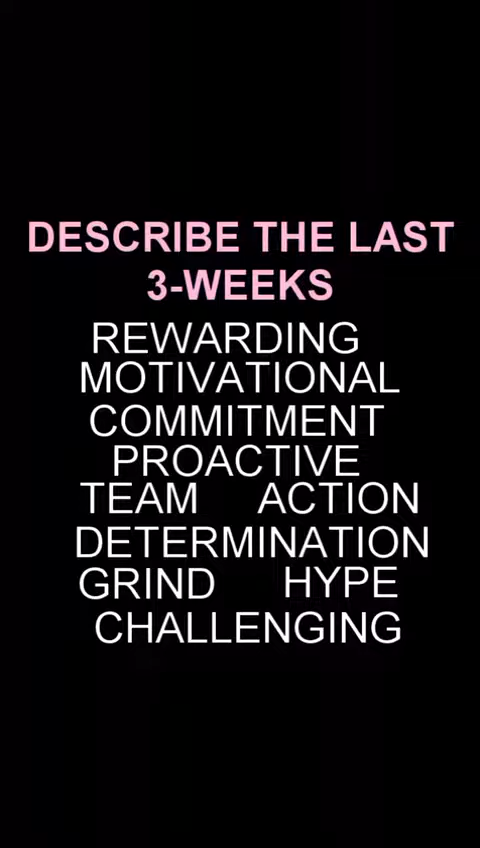 DESCRIBE THE LAST
3-WEEKS
REWARDING
MOTIVATIONAL
COMMITMENT
PROACTIVE
TEAM ACTION
DETERMINATION
GRIND HYPE
CHALLENGING